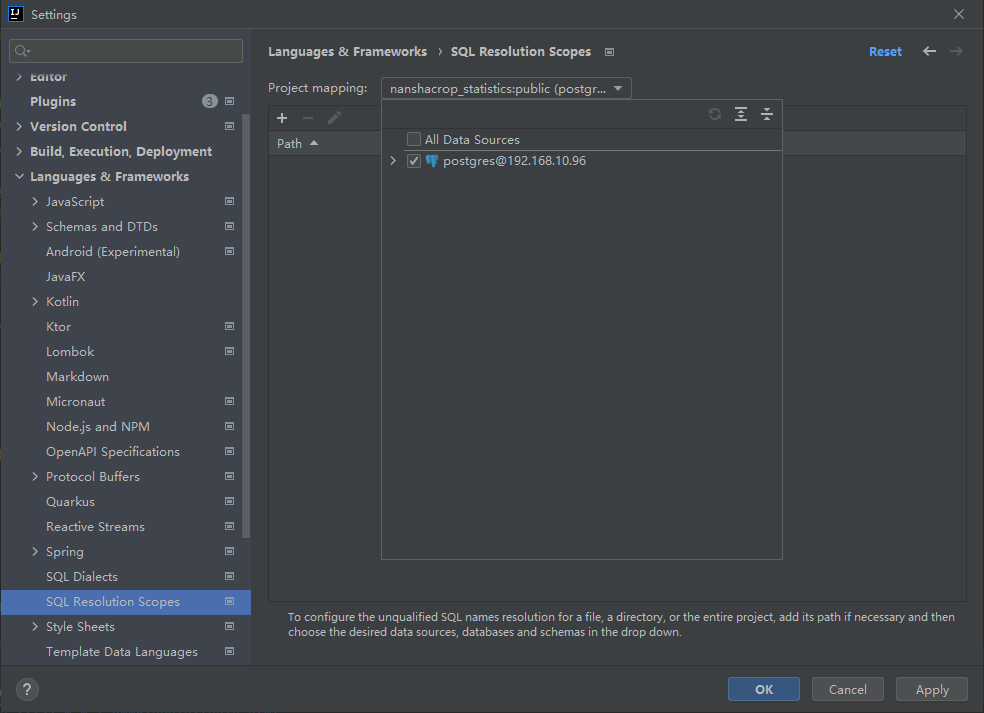 Settings
Languages & Frameworks › SQL Resolution Scopes
Reset
Project mapping:
nanshacrop_statistics:public (postgr...
Path
All Data Sources
postgres@192.168.10.96
Editor
Plugins
3
Version Control
Build, Execution, Deployment
Languages & Frameworks
JavaScript
Schemas and DTDs
Android (Experimental)
JavaFX
Kotlin
Ktor
Lombok
Markdown
Micronaut
Node.js and NPM
OpenAPI Specifications
Protocol Buffers
Quarkus
Reactive Streams
Spring
SQL Dialects
SQL Resolution Scopes
Style Sheets
Template Data Languages
To configure the unqualified SQL names resolution for a file, a directory, or the entire project, add its path if necessary and then
choose the desired data sources, databases and schemas in the drop down.
?
OK
Cancel
Apply